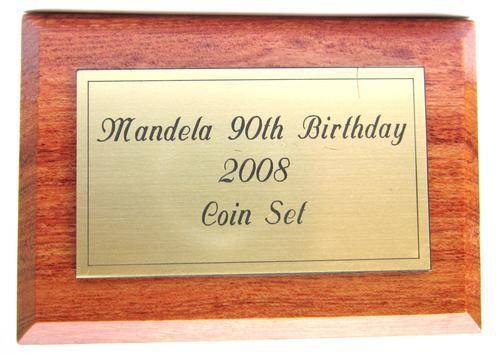 Mandela 90th Birthday
2008
Coin Set